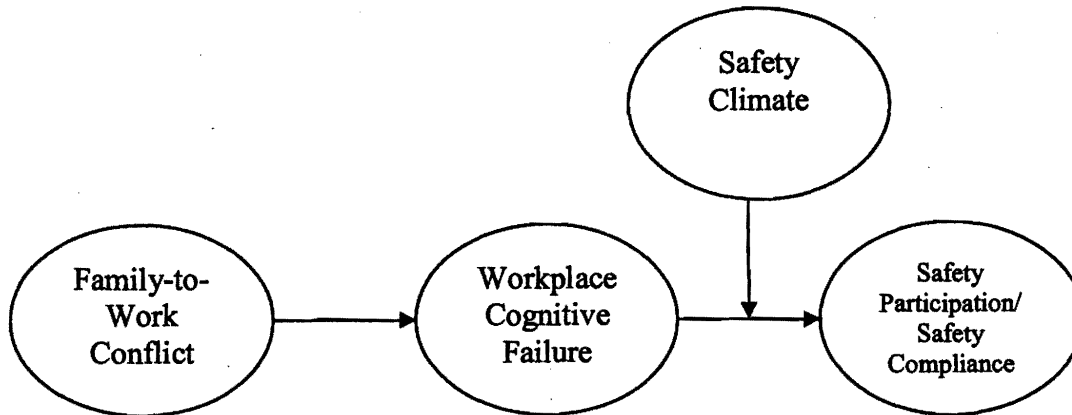 Safety
Climate
Family-to-
Work
Conflict
Workplace
Cognitive
Failure
Safety
Participation/
Safety
Compliance